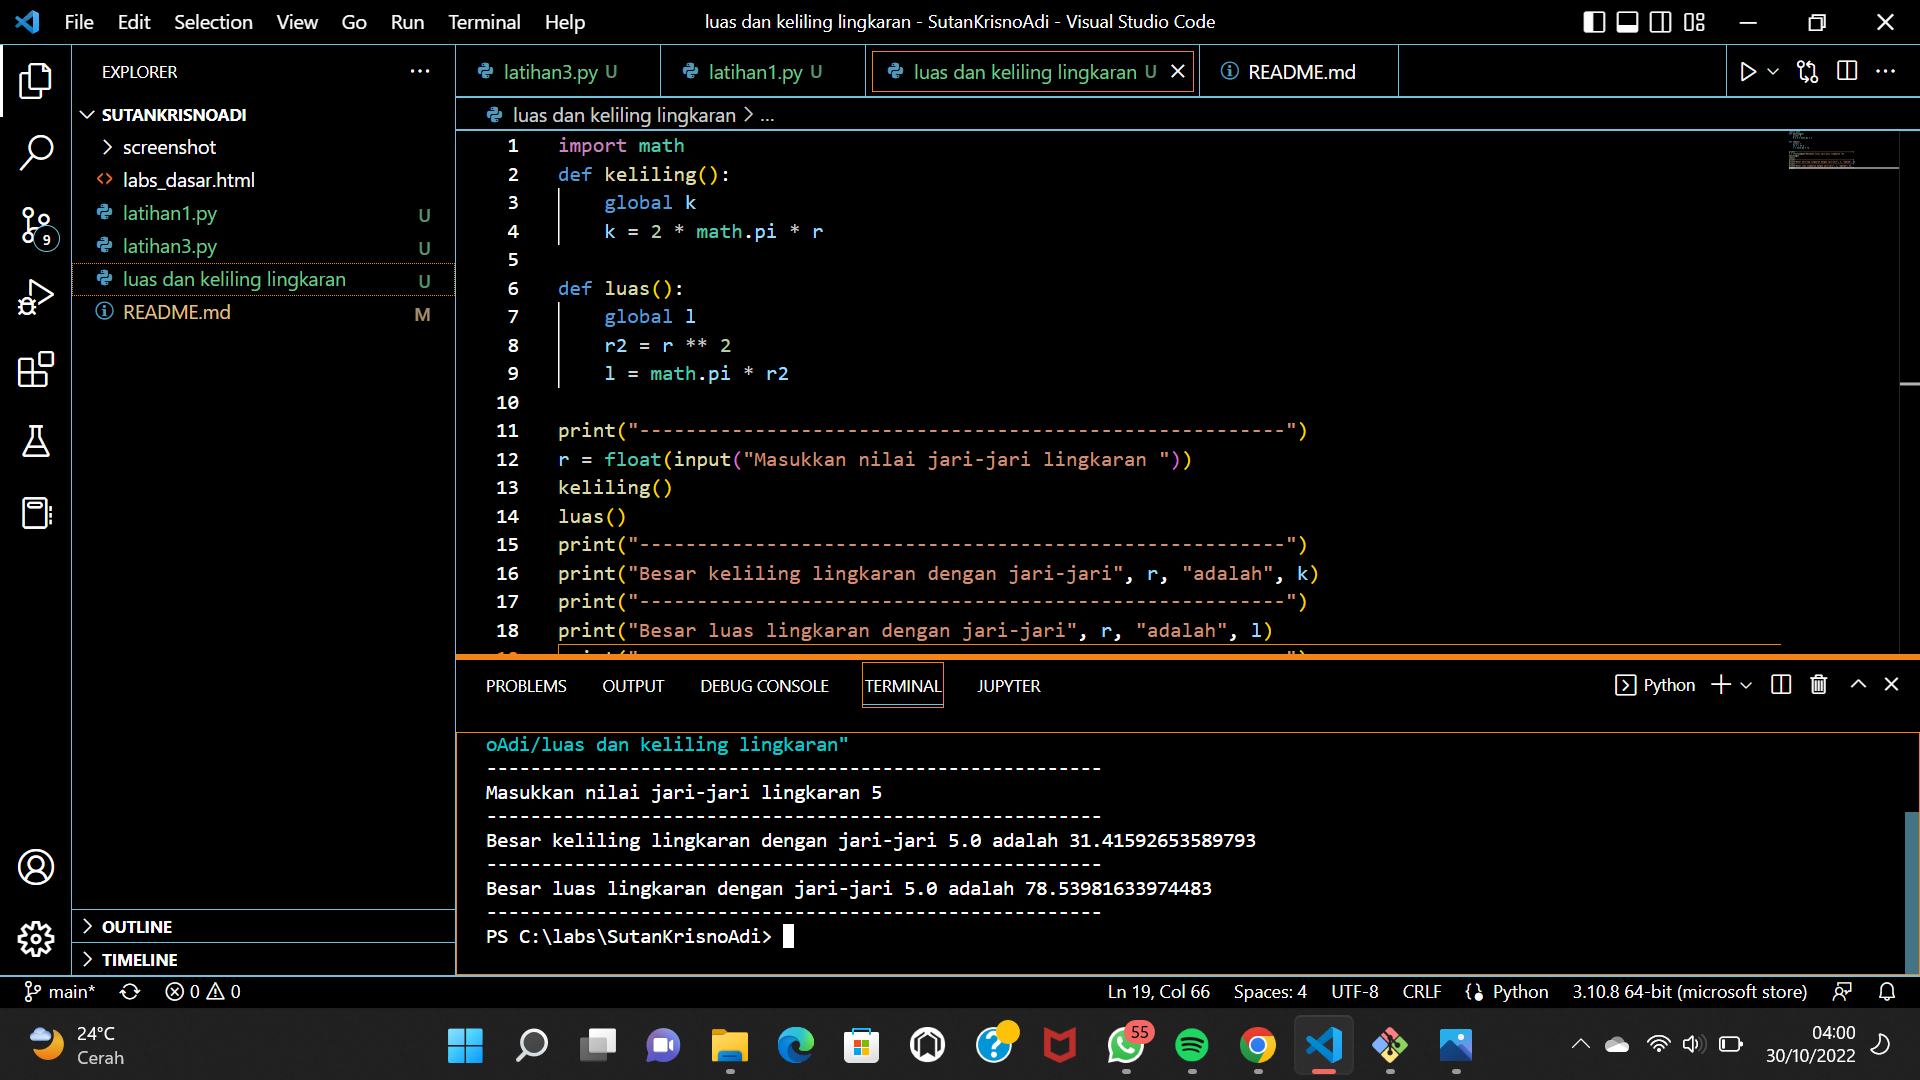 File Edit Selection View Go Run Terminal Help
luas dan keliling lingkaran - SutanKrisnoAdi - Visual Studio Code
EXPLORER
SUTANKRISNOADI
screenshot
labs_dasar.html
latihan1.py U
latihan3.py U
luas dan keliling lingkaran U
README.md M
OUTLINE
TIMELINE
9
latihan3.py U
latihan1.py U
luas dan keliling lingkaran U
README.md
luas dan keliling lingkaran > ...
1 import math
2 def keliling():
3 global k
4 k = 2 * math.pi * r
5
6 def luas():
7 global l
8 r2 = r ** 2
9 l = math.pi * r2
10
11 print("--------------------------------------------------------")
12 r = float(input("Masukkan nilai jari-jari lingkaran "))
13 keliling()
14 luas()
15 print("--------------------------------------------------------")
16 print("Besar keliling lingkaran dengan jari-jari", r, "adalah", k)
17 print("--------------------------------------------------------")
18 print("Besar luas lingkaran dengan jari-jari", r, "adalah", l)
PROBLEMS OUTPUT DEBUG CONSOLE TERMINAL JUPYTER
Python
oAdi/luas dan keliling lingkaran"
--------------------------------------------------------
Masukkan nilai jari-jari lingkaran 5
--------------------------------------------------------
Besar keliling lingkaran dengan jari-jari 5.0 adalah 31.41592653589793
--------------------------------------------------------
Besar luas lingkaran dengan jari-jari 5.0 adalah 78.53981633974483
--------------------------------------------------------
PS C:\labs\SutanKrisnoAdi>
main* 0 0
Ln 19, Col 66 Spaces: 4 UTF-8 CRLF Python 3.10.8 64-bit (microsoft store)
24°C
Cerah
55
04:00
30/10/2022